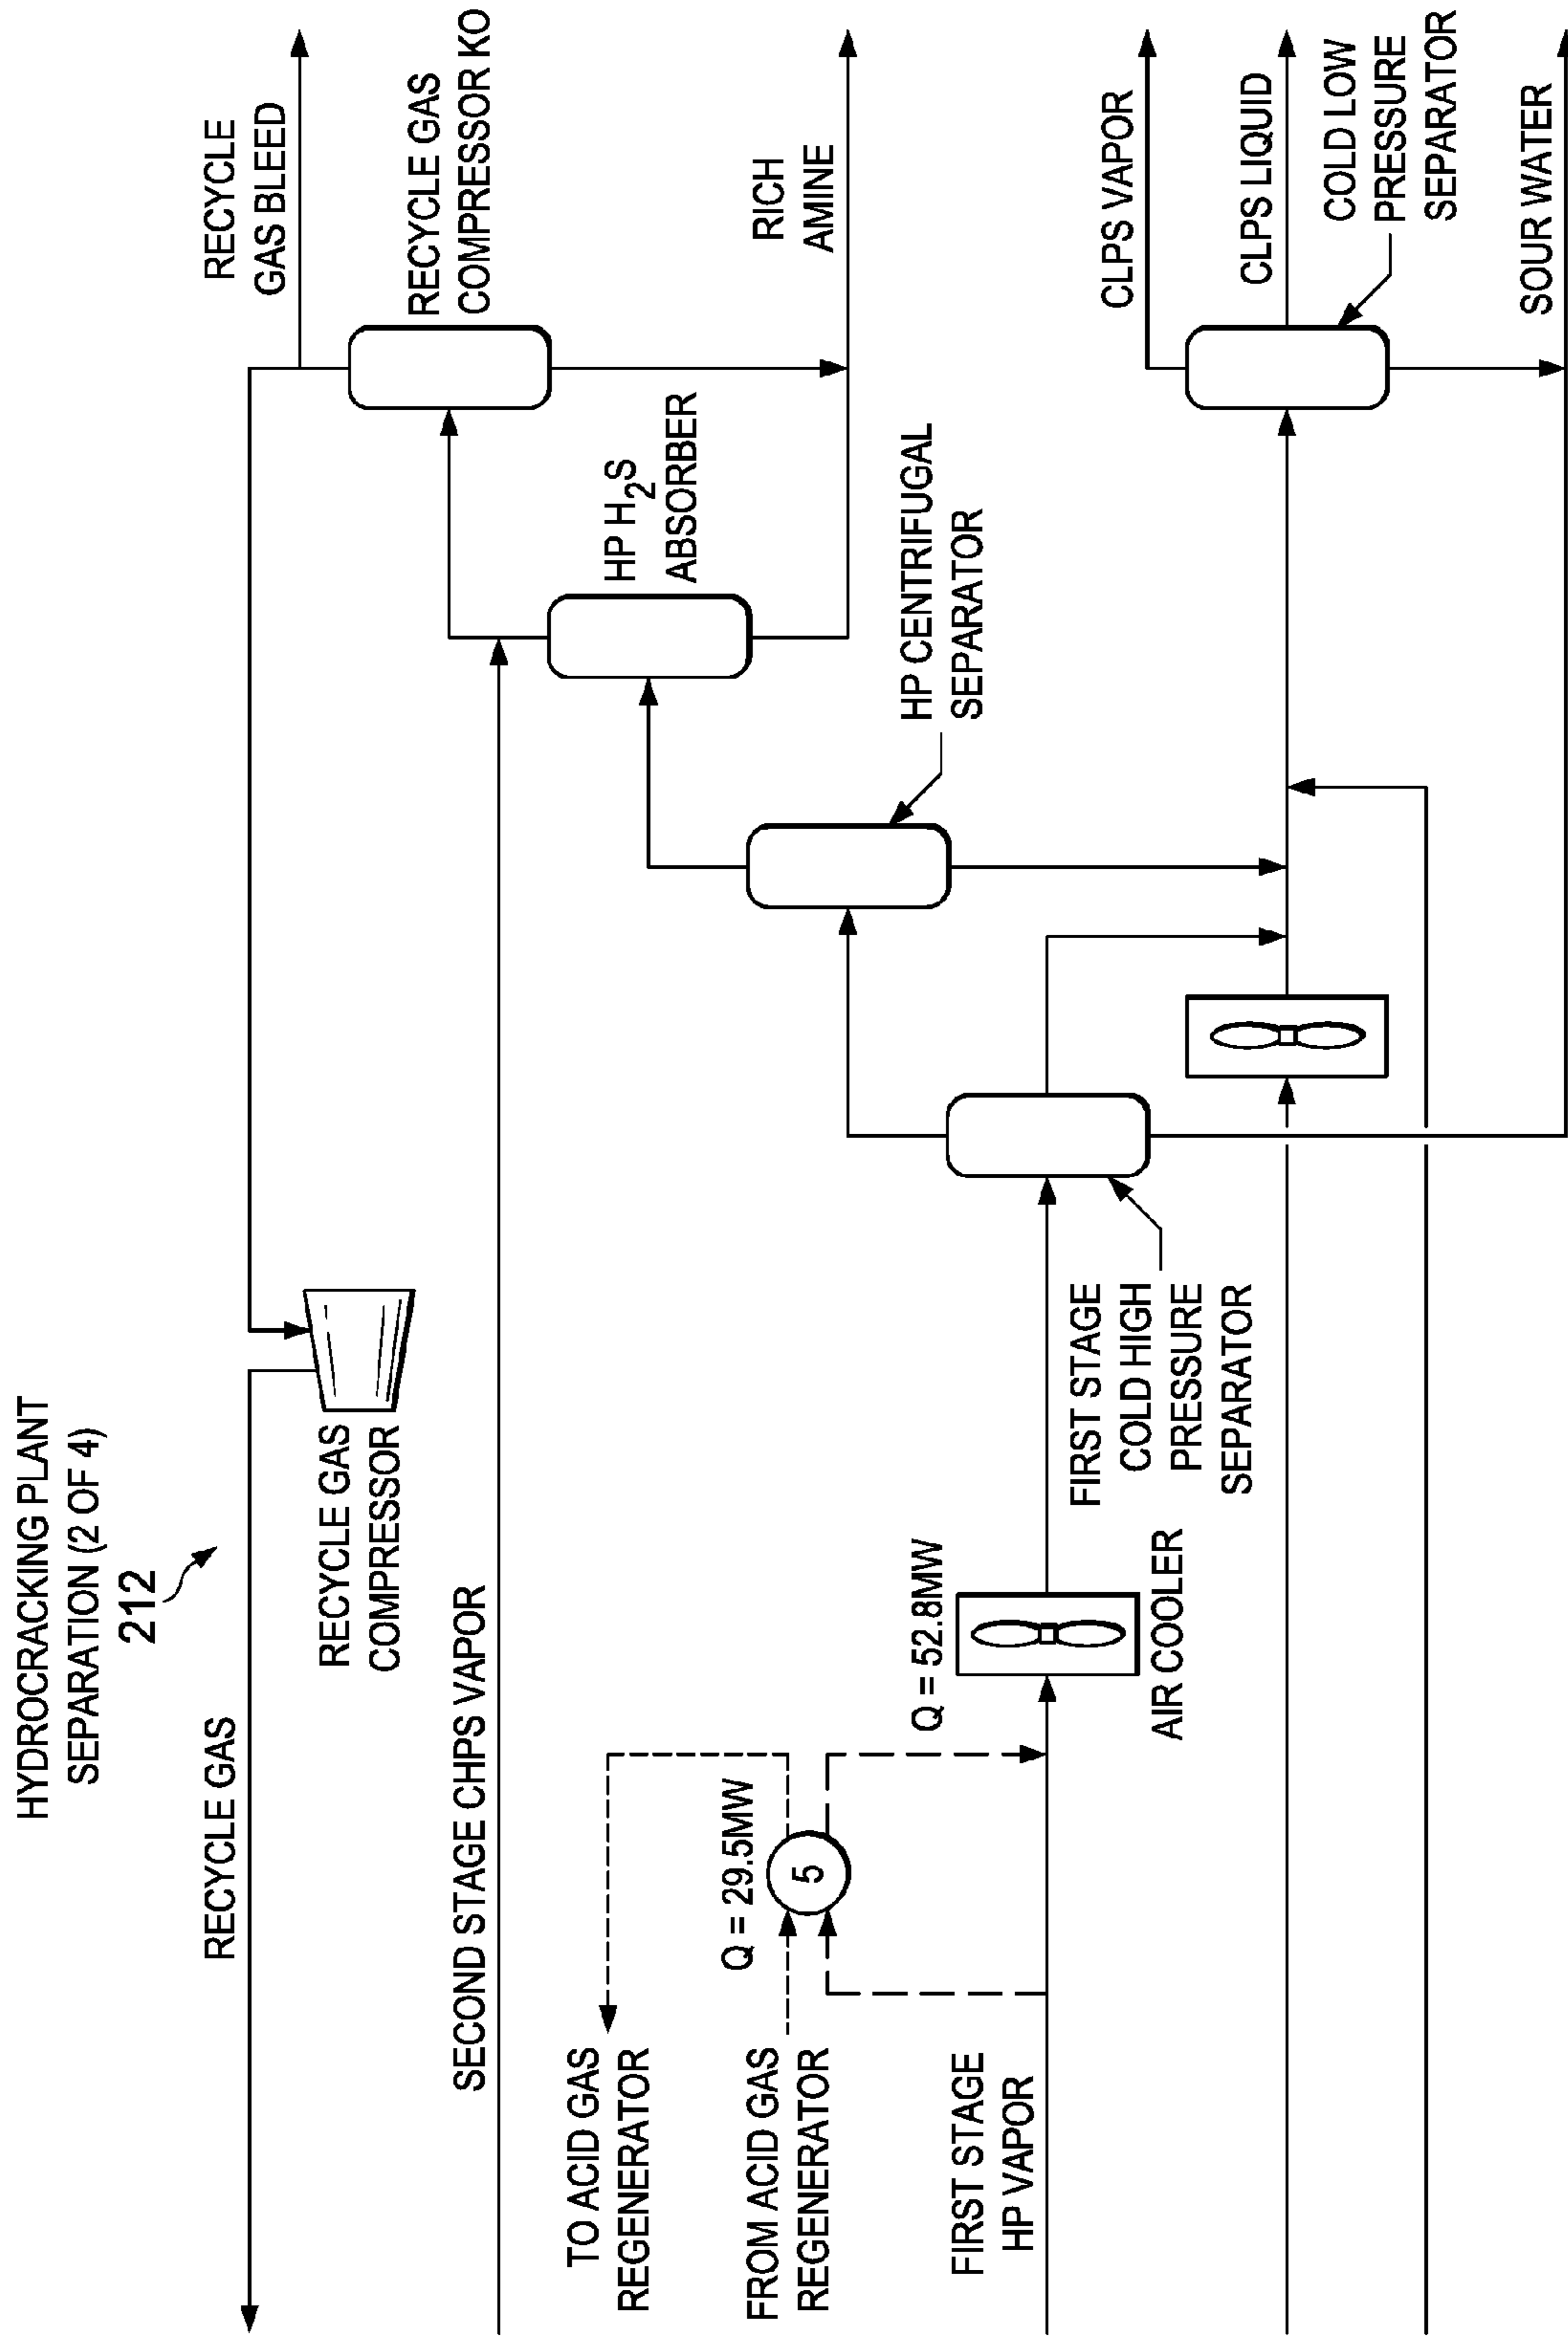 HYDROCRACKING PLANT
SEPARATION (2 OF 4)
212
RECYCLE GAS
RECYCLE GAS
COMPRESSOR
RECYCLE
GAS BLEED
RECYCLE GAS
COMPRESSOR KO
SECOND STAGE CHPS VAPOR
TO ACID GAS
REGENERATOR
HP H2S
ABSORBER
RICH
AMINE
FROM ACID GAS
REGENERATOR
Q = 29.5MW
5
HP CENTRIFUGAL
SEPARATOR
FIRST STAGE
HP VAPOR
Q = 52.8MW
AIR COOLER
FIRST STAGE
COLD HIGH
PRESSURE
SEPARATOR
CLPS VAPOR
CLPS LIQUID
COLD LOW
PRESSURE
SEPARATOR
SOUR WATER